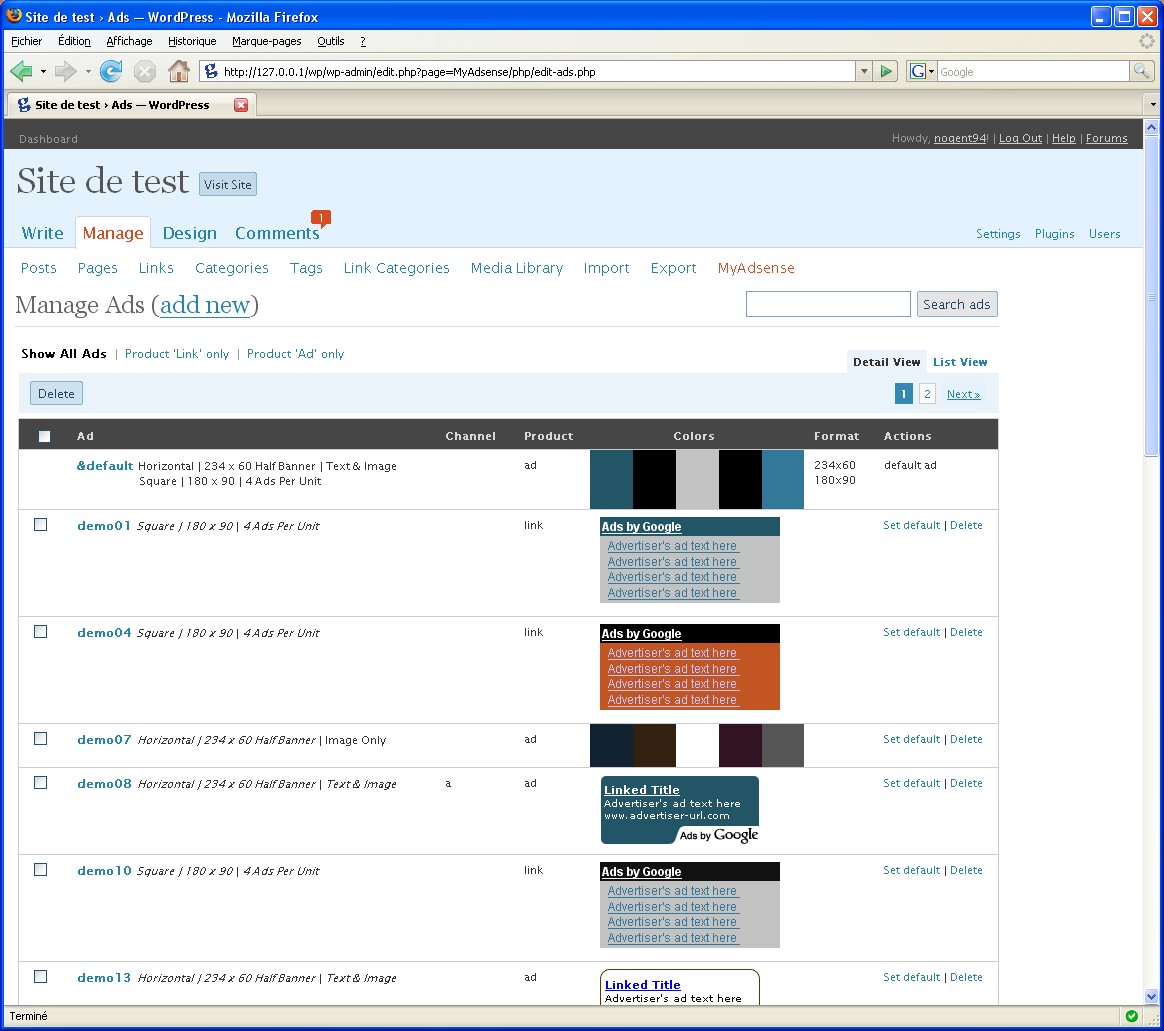 Site de test › Ads — WordPress - Mozilla Firefox
Fichier Édition Affichage Historique Marque-pages Outils ?
http://127.0.0.1/wp/wp-admin/edit.php?page=MyAdsense/php/edit-ads.php G Google
Site de test › Ads — WordPress
Dashboard Howdy, nogent94! | Log Out | Help | Forums
Site de test Visit Site
1
Write Manage Design Comments Settings Plugins Users
Posts Pages Links Categories Tags Link Categories Media Library Import Export MyAdsense
Manage Ads (add new) Search ads
Show All Ads | Product 'Link' only | Product 'Ad' only
Detail View List View
Delete 1 2 Next »
Ad Channel Product Colors Format Actions
&default Horizontal | 234 x 60 Half Banner | Text & Image ad 234x60 default ad
Square | 180 x 90 | 4 Ads Per Unit 180x90
demo01 Square | 180 x 90 | 4 Ads Per Unit link Ads by Google Set default | Delete
Advertiser's ad text here
Advertiser's ad text here
Advertiser's ad text here
Advertiser's ad text here
demo04 Square | 180 x 90 | 4 Ads Per Unit link Ads by Google Set default | Delete
Advertiser's ad text here
Advertiser's ad text here
Advertiser's ad text here
Advertiser's ad text here
demo07 Horizontal | 234 x 60 Half Banner | Image Only ad Set default | Delete
demo08 Horizontal | 234 x 60 Half Banner | Text & Image a ad Linked Title Set default | Delete
Advertiser's ad text here
www.advertiser-url.com
Ads by Google
demo10 Square | 180 x 90 | 4 Ads Per Unit link Ads by Google Set default | Delete
Advertiser's ad text here
Advertiser's ad text here
Advertiser's ad text here
Advertiser's ad text here
demo13 Horizontal | 234 x 60 Half Banner | Text & Image ad Linked Title Set default | Delete
Advertiser's ad text here
Terminé